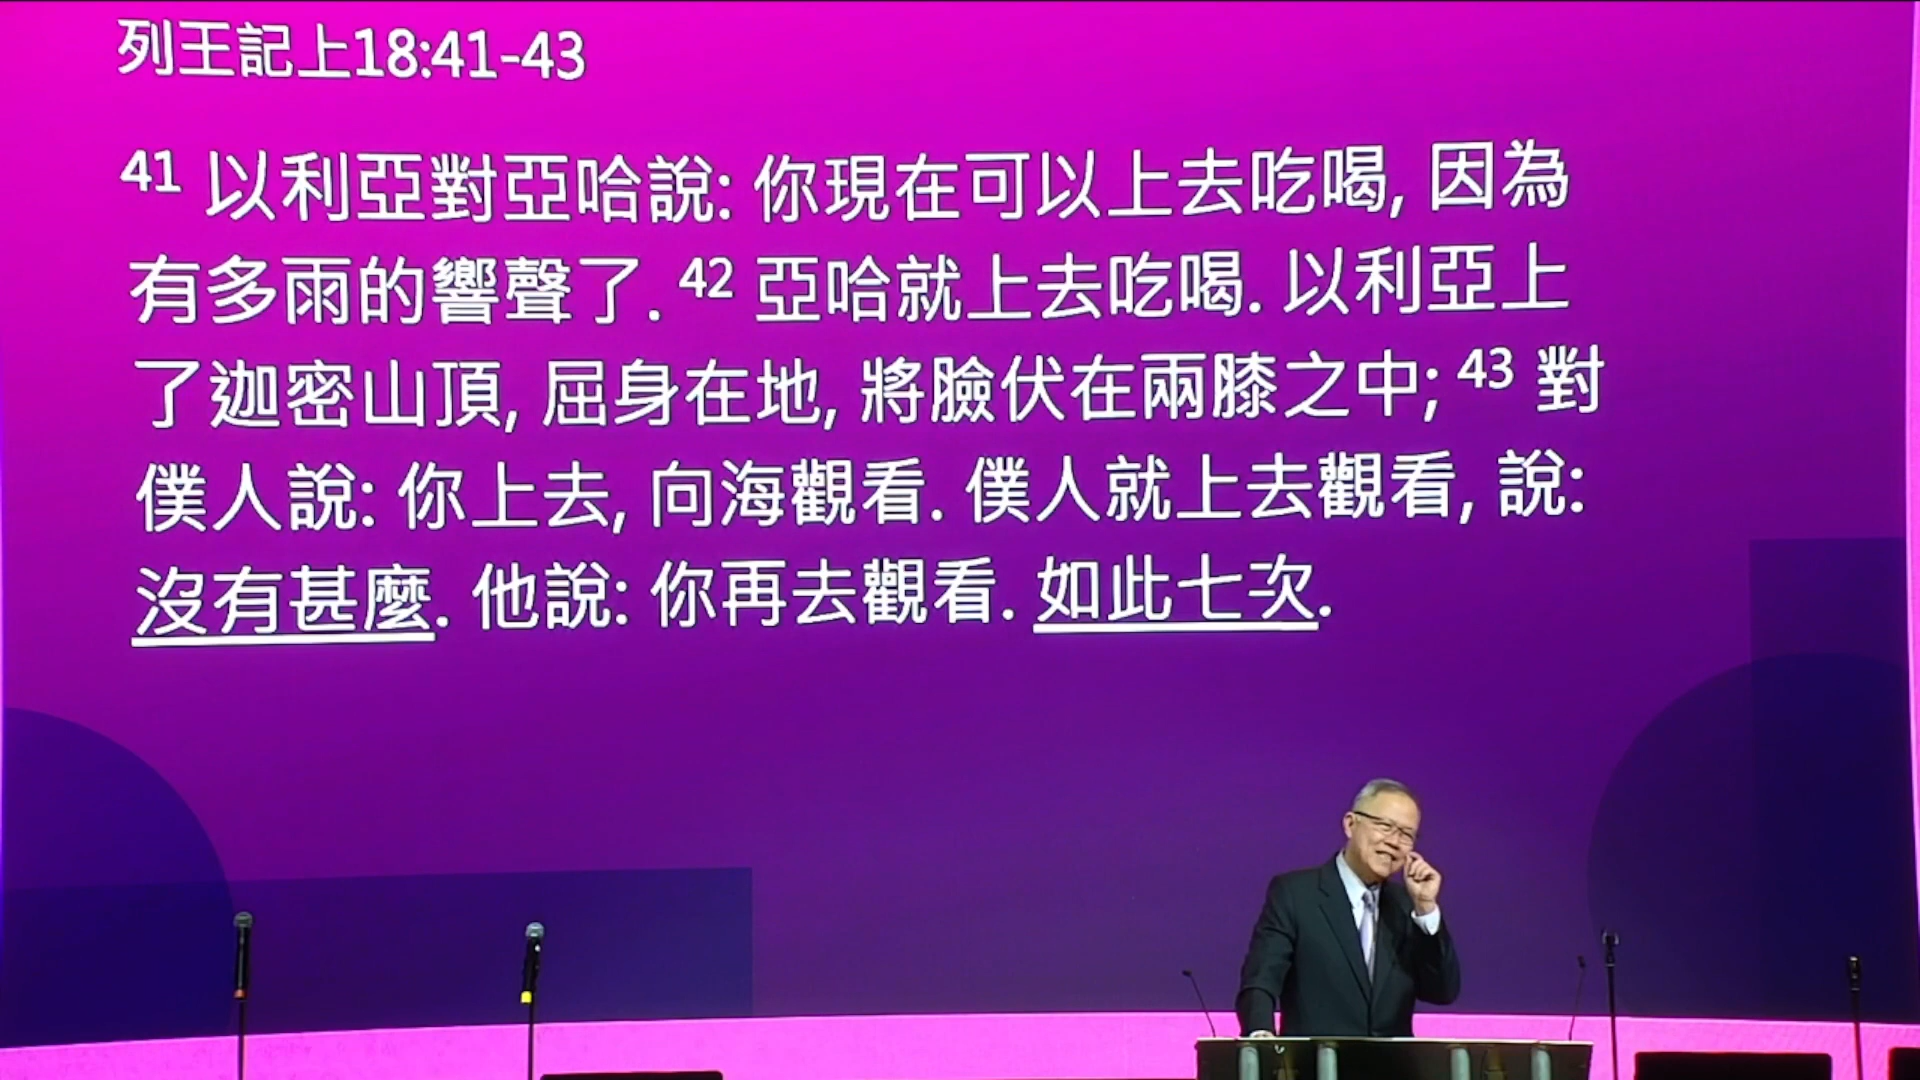 列王記上18:41-43
41 以利亞對亞哈說: 你現在可以上去吃喝, 因為
有多雨的響聲了. 42 亞哈就上去吃喝. 以利亞上
了迦密山頂, 屈身在地, 將臉伏在兩膝之中; 43 對
僕人說: 你上去, 向海觀看. 僕人就上去觀看, 說:
沒有甚麼. 他說: 你再去觀看. 如此七次.